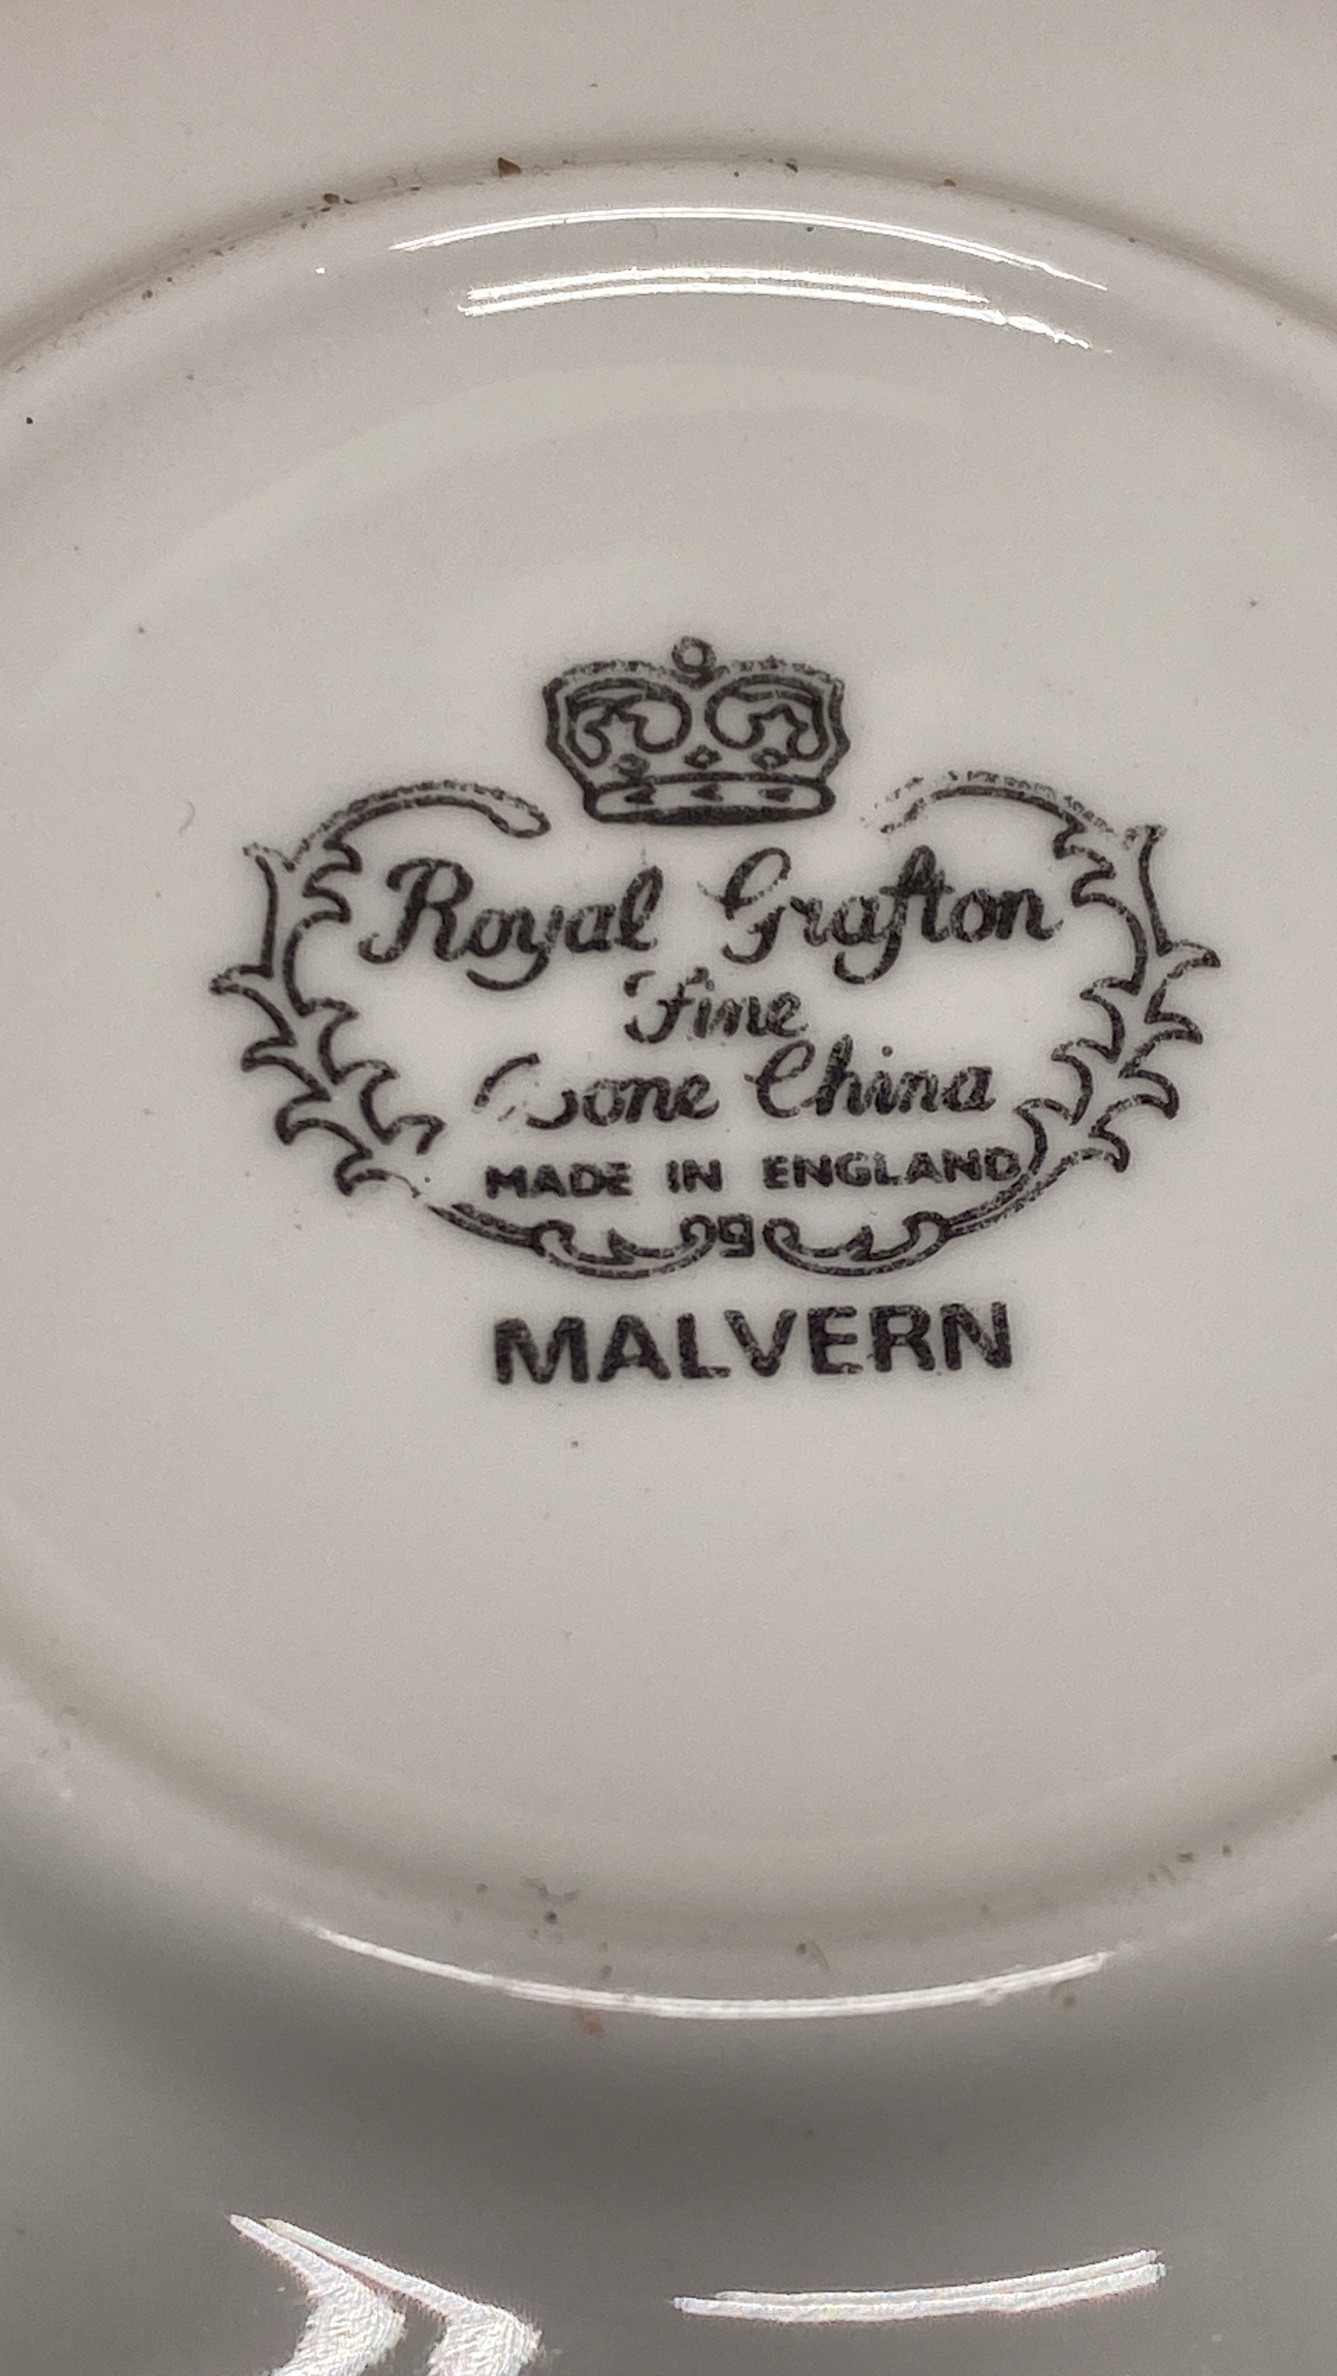 Royal Grafton
Fine
Bone China
MADE IN ENGLAND
MALVERN